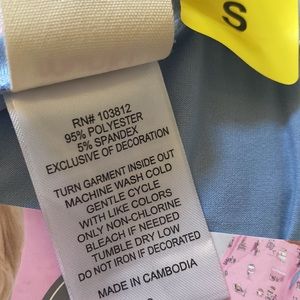 S
RN# 103812
95% POLYESTER
5% SPANDEX
EXCLUSIVE OF DECORATION
TURN GARMENT INSIDE OUT
MACHINE WASH COLD
GENTLE CYCLE
WITH LIKE COLORS
ONLY NON-CHLORINE
BLEACH IF NEEDED
TUMBLE DRY LOW
DO NOT IRON IF DECORATED
MADE IN CAMBODIA